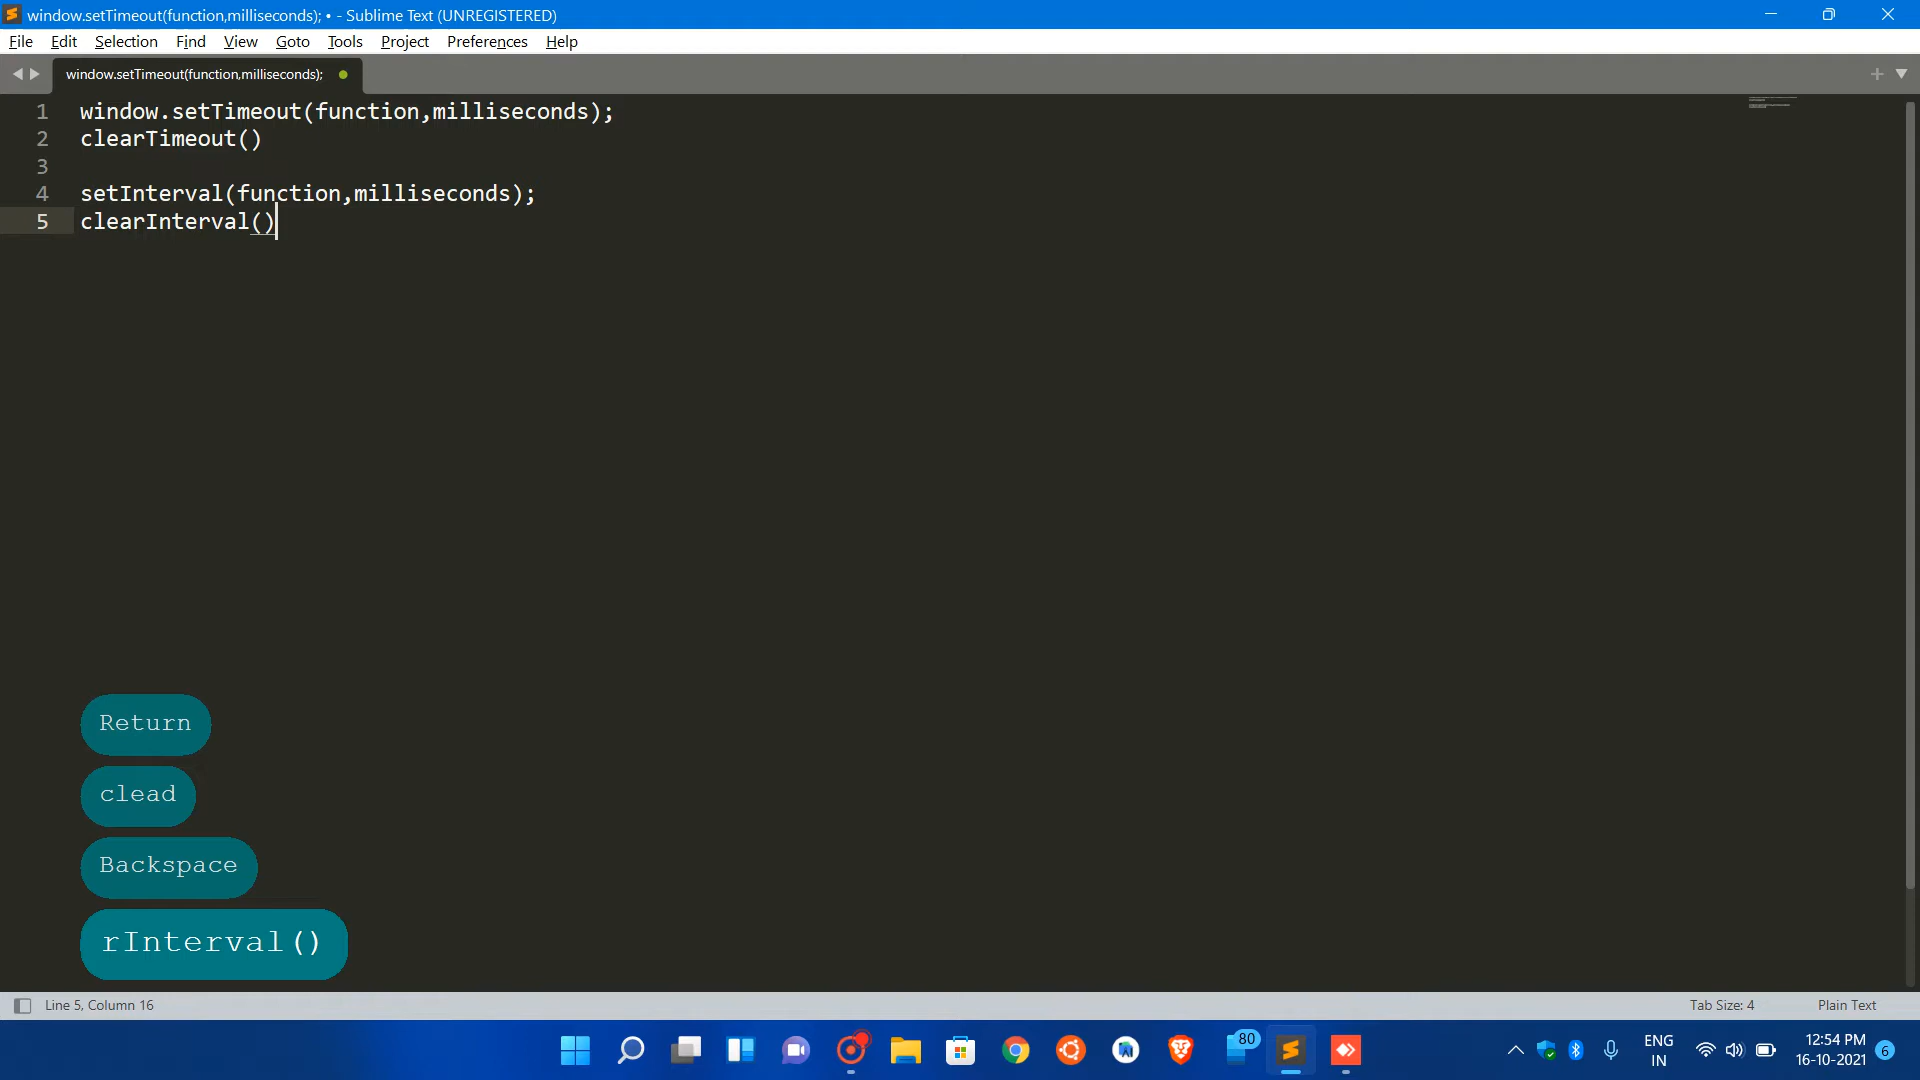 window.setTimeout(function,milliseconds); • - Sublime Text (UNREGISTERED)
File Edit Selection Find View Goto Tools Project Preferences Help
window.setTimeout(function,milliseconds);
1 window.setTimeout(function,milliseconds);
2 clearTimeout()
3
4 setInterval(function,milliseconds);
5 clearInterval()
Return
clead
Backspace
rInterval()
Line 5, Column 16
Tab Size: 4
Plain Text
80
ENG
IN
12:54 PM
16-10-2021
6